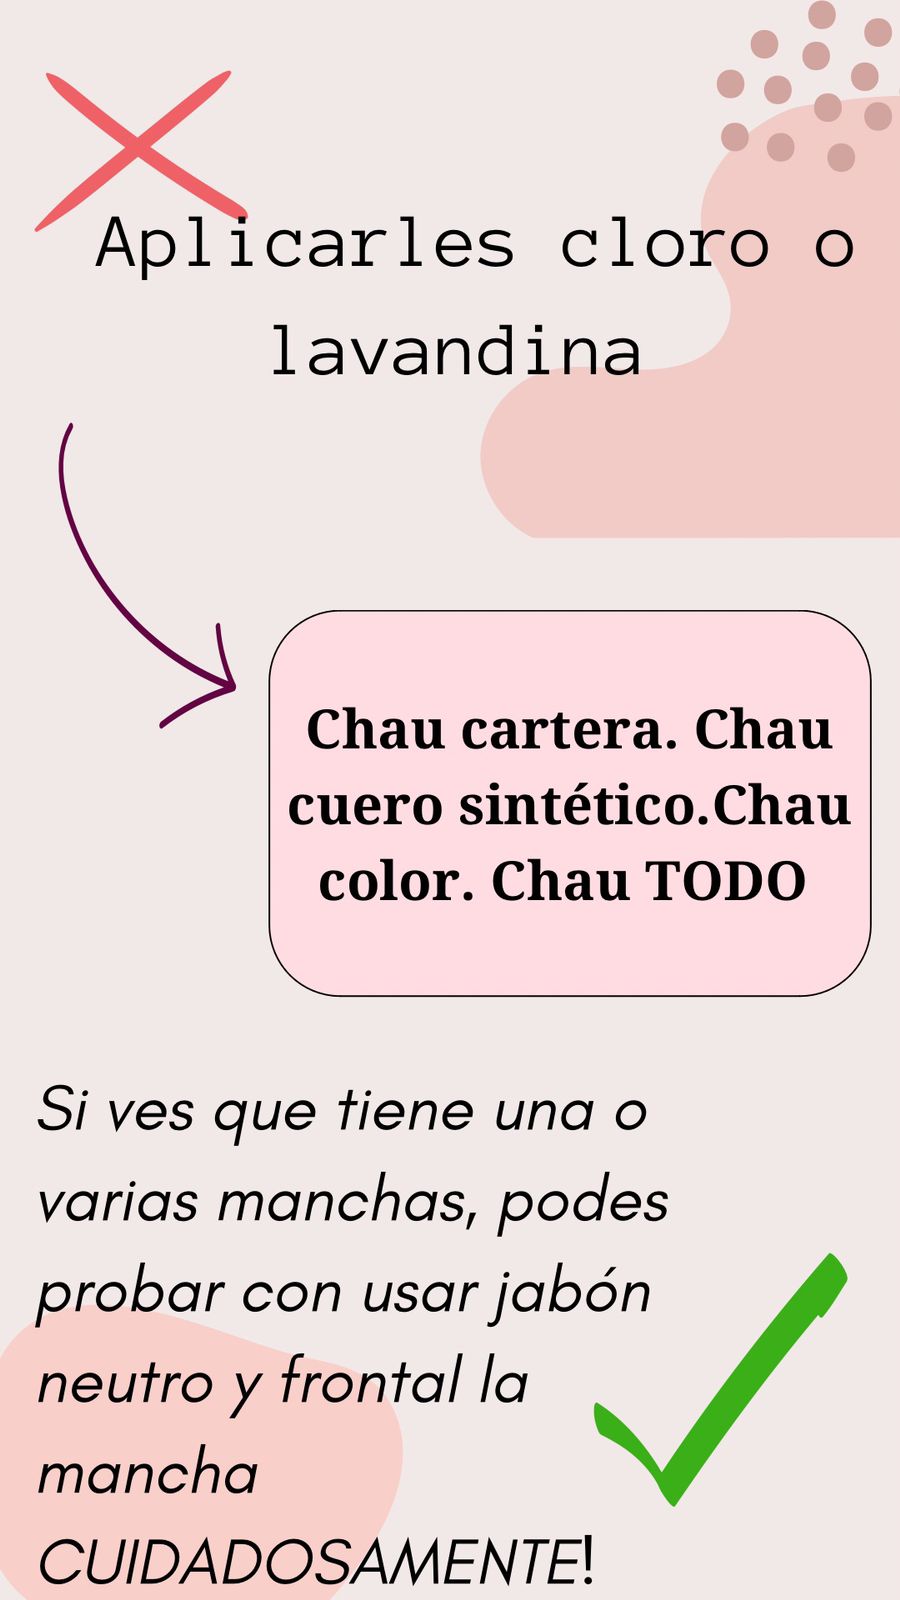 Aplicarles cloro o
lavandina
Chau cartera. Chau
cuero sintético.Chau
color. Chau TODO
Si ves que tiene una o
varias manchas, podes
probar con usar jabón
neutro y frontal la
mancha
CUIDADOSAMENTE!